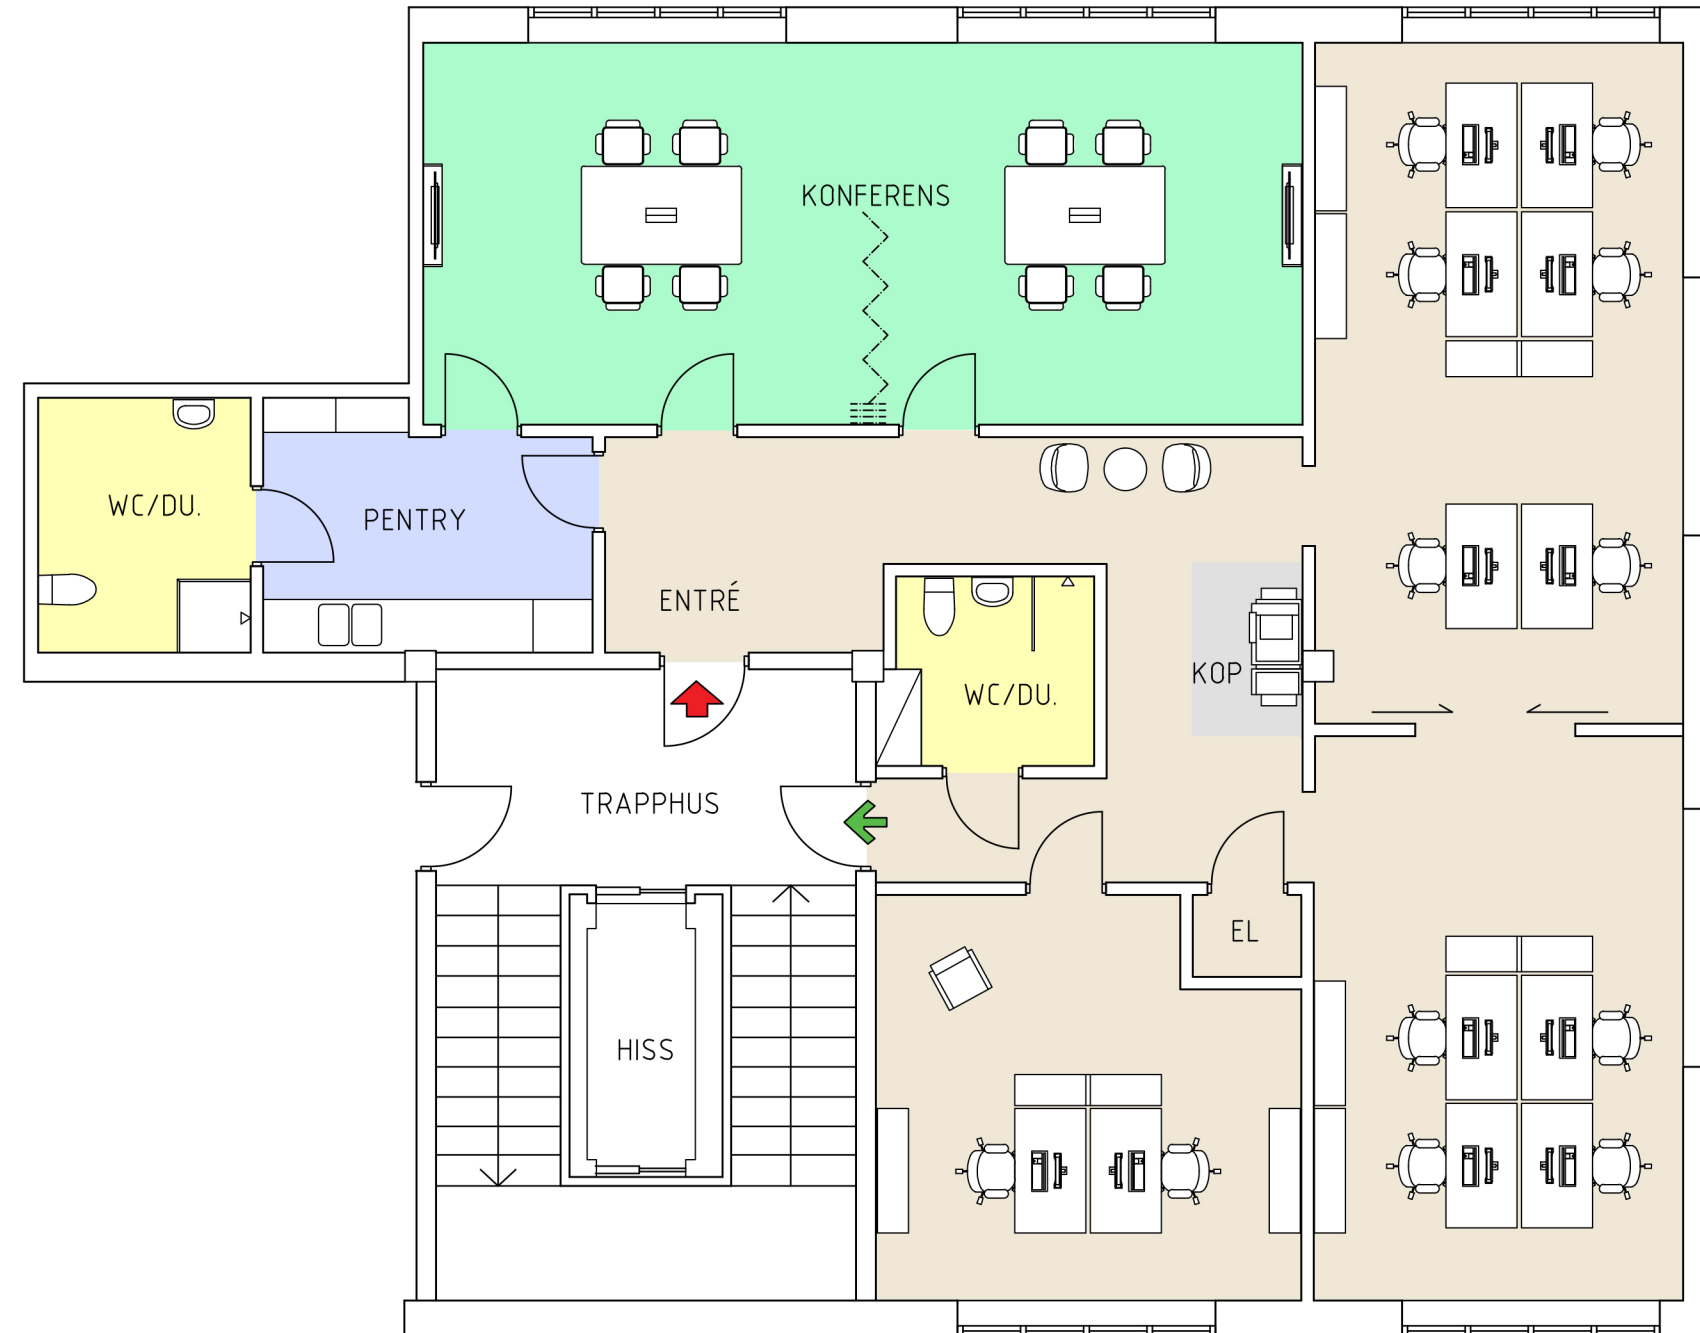 KONFERENS
WC/DU.
PENTRY
ENTRÉ
KOP
WC/DU.
TRAPPHUS
EL
HISS